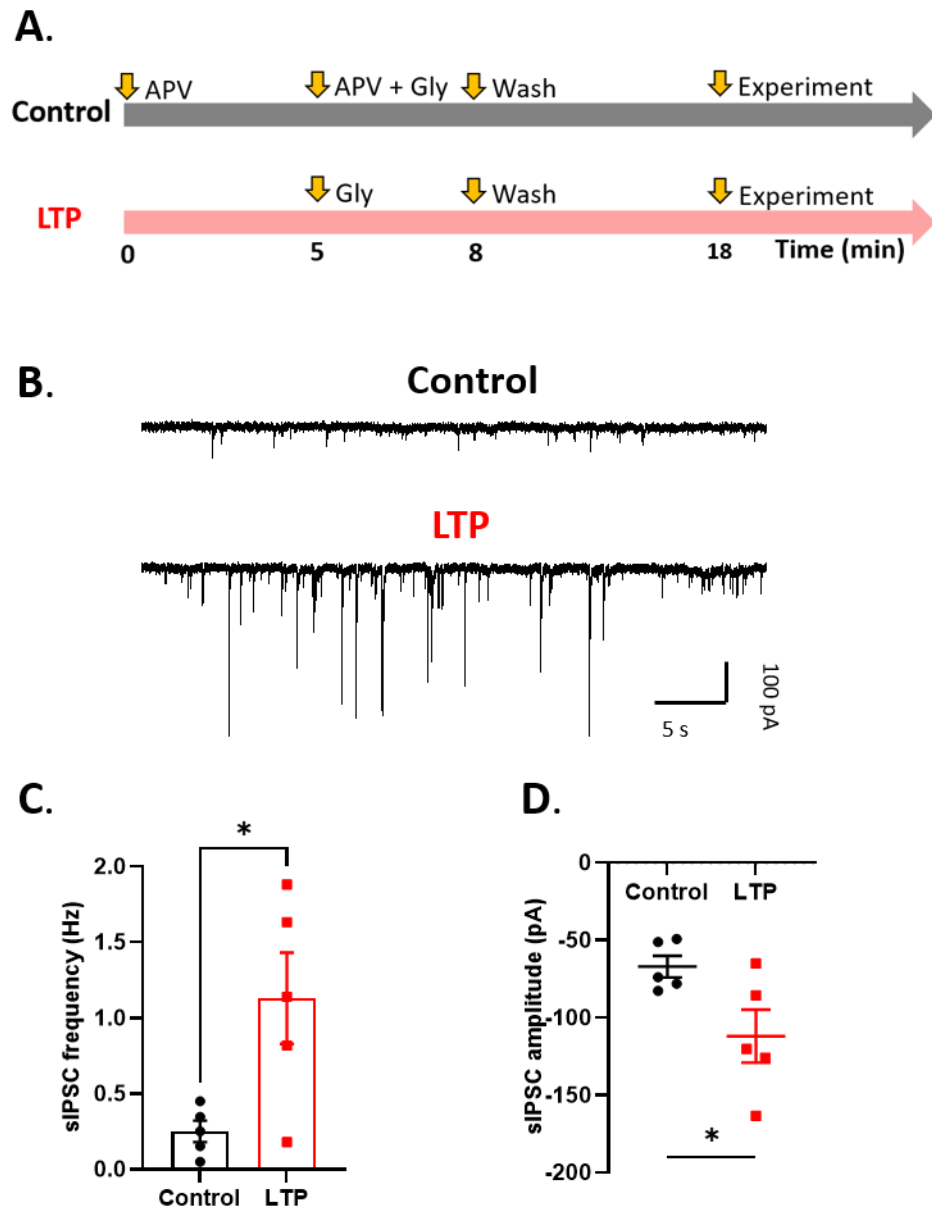 A.
APV
APV + Gly
Wash
Experiment
Control
Gly
Wash
Experiment
LTP
0
5
8
18
Time (min)
B.
Control
LTP
100 pA
5 s
C.
D.
*
2.0
1.5
1.0
0.5
0.0
sIPSC frequency (Hz)
Control
LTP
0
-50
-100
-150
-200
sIPSC amplitude (pA)
Control
LTP
*